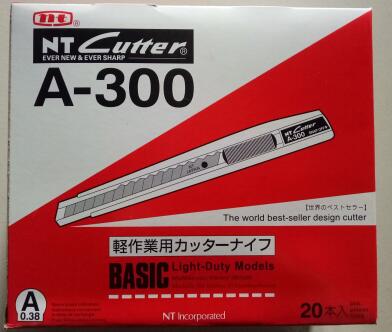 nt ®
NT Cutter ®
EVER NEW & EVER SHARP
A-300
NT Cutter
A-300
【世界のベストセラー】
The world best-seller design cutter
軽作業用カッターナイフ
BASIC Light-Duty Models
A
0.38
NT Incorporated
20本入